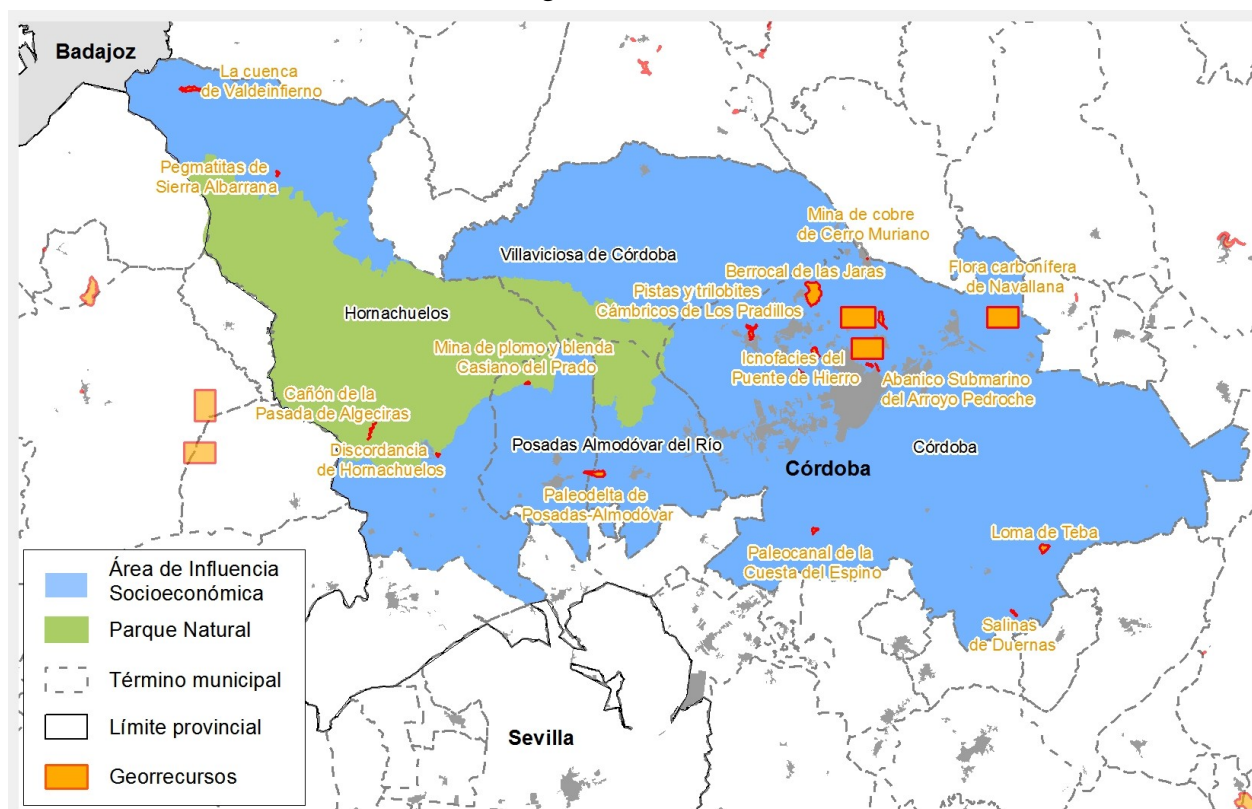 Badajoz
La cuenca
de Valdeinfierno
Pegmatitas de
Sierra Albarrana
Mina de cobre
de Cerro Muriano
Villaviciosa de Córdoba
Berrocal de las Jaras
Flora carbonífera
de Navallana
Pistas y trilobites
Cámbricos de Los Pradillos
Hornachuelos
Mina de plomo y blenda
Casiano del Prado
Icnofacies del
Puente de Hierro
Abanico Submarino
del Arroyo Pedroche
Cañón de la
Pasada de Algeciras
Discordancia
de Hornachuelos
Posadas Almodóvar del Río
Córdoba
Córdoba
Paleodelta de
Posadas-Almodóvar
Paleocanal de la
Cuesta del Espino
Loma de Teba
Salinas
de Duernas
Sevilla
Área de Influencia
Socioeconómica
Parque Natural
Término municipal
Límite provincial
Georrecursos